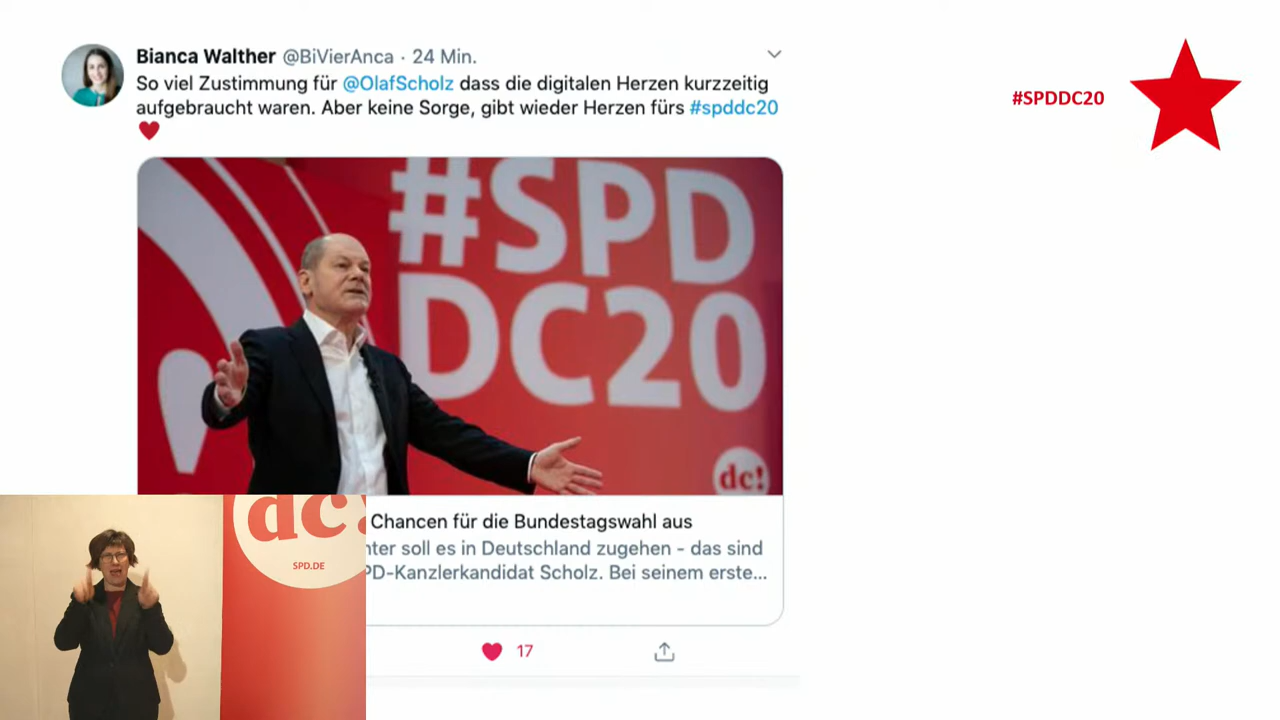 Bianca Walther @BiVierAnca · 24 Min.
So viel Zustimmung für @OlafScholz dass die digitalen Herzen kurzzeitig
aufgebraucht waren. Aber keine Sorge, gibt wieder Herzen fürs #spddc20
#SPDDC20
#SPD
DC20
dc!
Chancen für die Bundestagswahl aus
nter soll es in Deutschland zugehen - das sind
PD-Kanzlerkandidat Scholz. Bei seinem erste...
17
dc!
SPD.DE